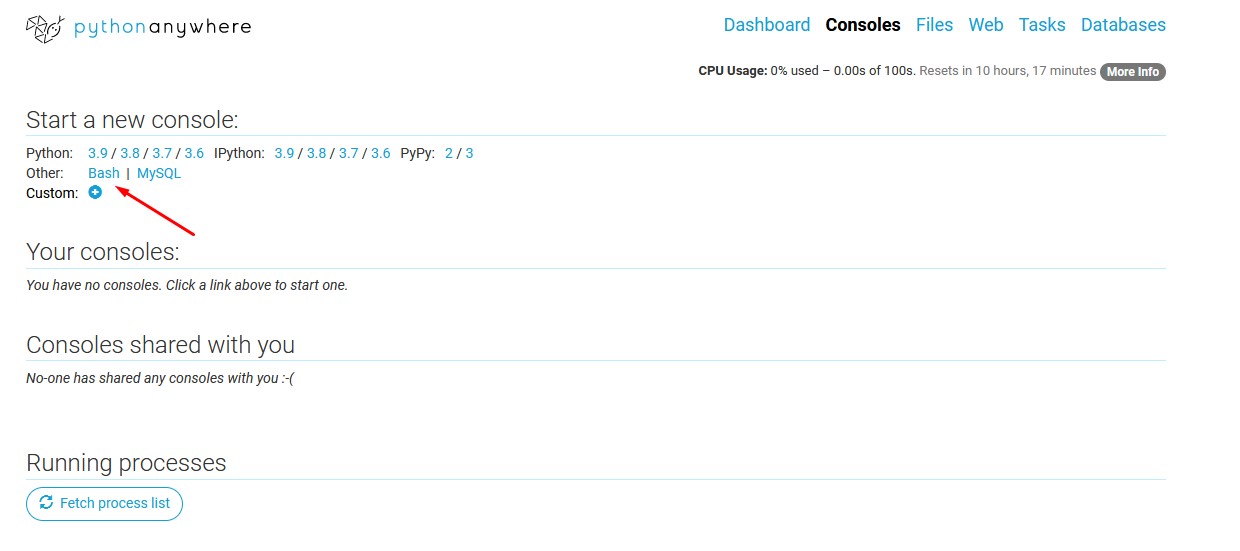 pythonanywhere
Dashboard Consoles Files Web Tasks Databases
CPU Usage: 0% used – 0.00s of 100s. Resets in 10 hours, 17 minutes More Info
Start a new console:
Python: 3.9 / 3.8 / 3.7 / 3.6 IPython: 3.9 / 3.8 / 3.7 / 3.6 PyPy: 2 / 3
Other: Bash | MySQL
Custom:
Your consoles:
You have no consoles. Click a link above to start one.
Consoles shared with you
No-one has shared any consoles with you :-(
Running processes
Fetch process list